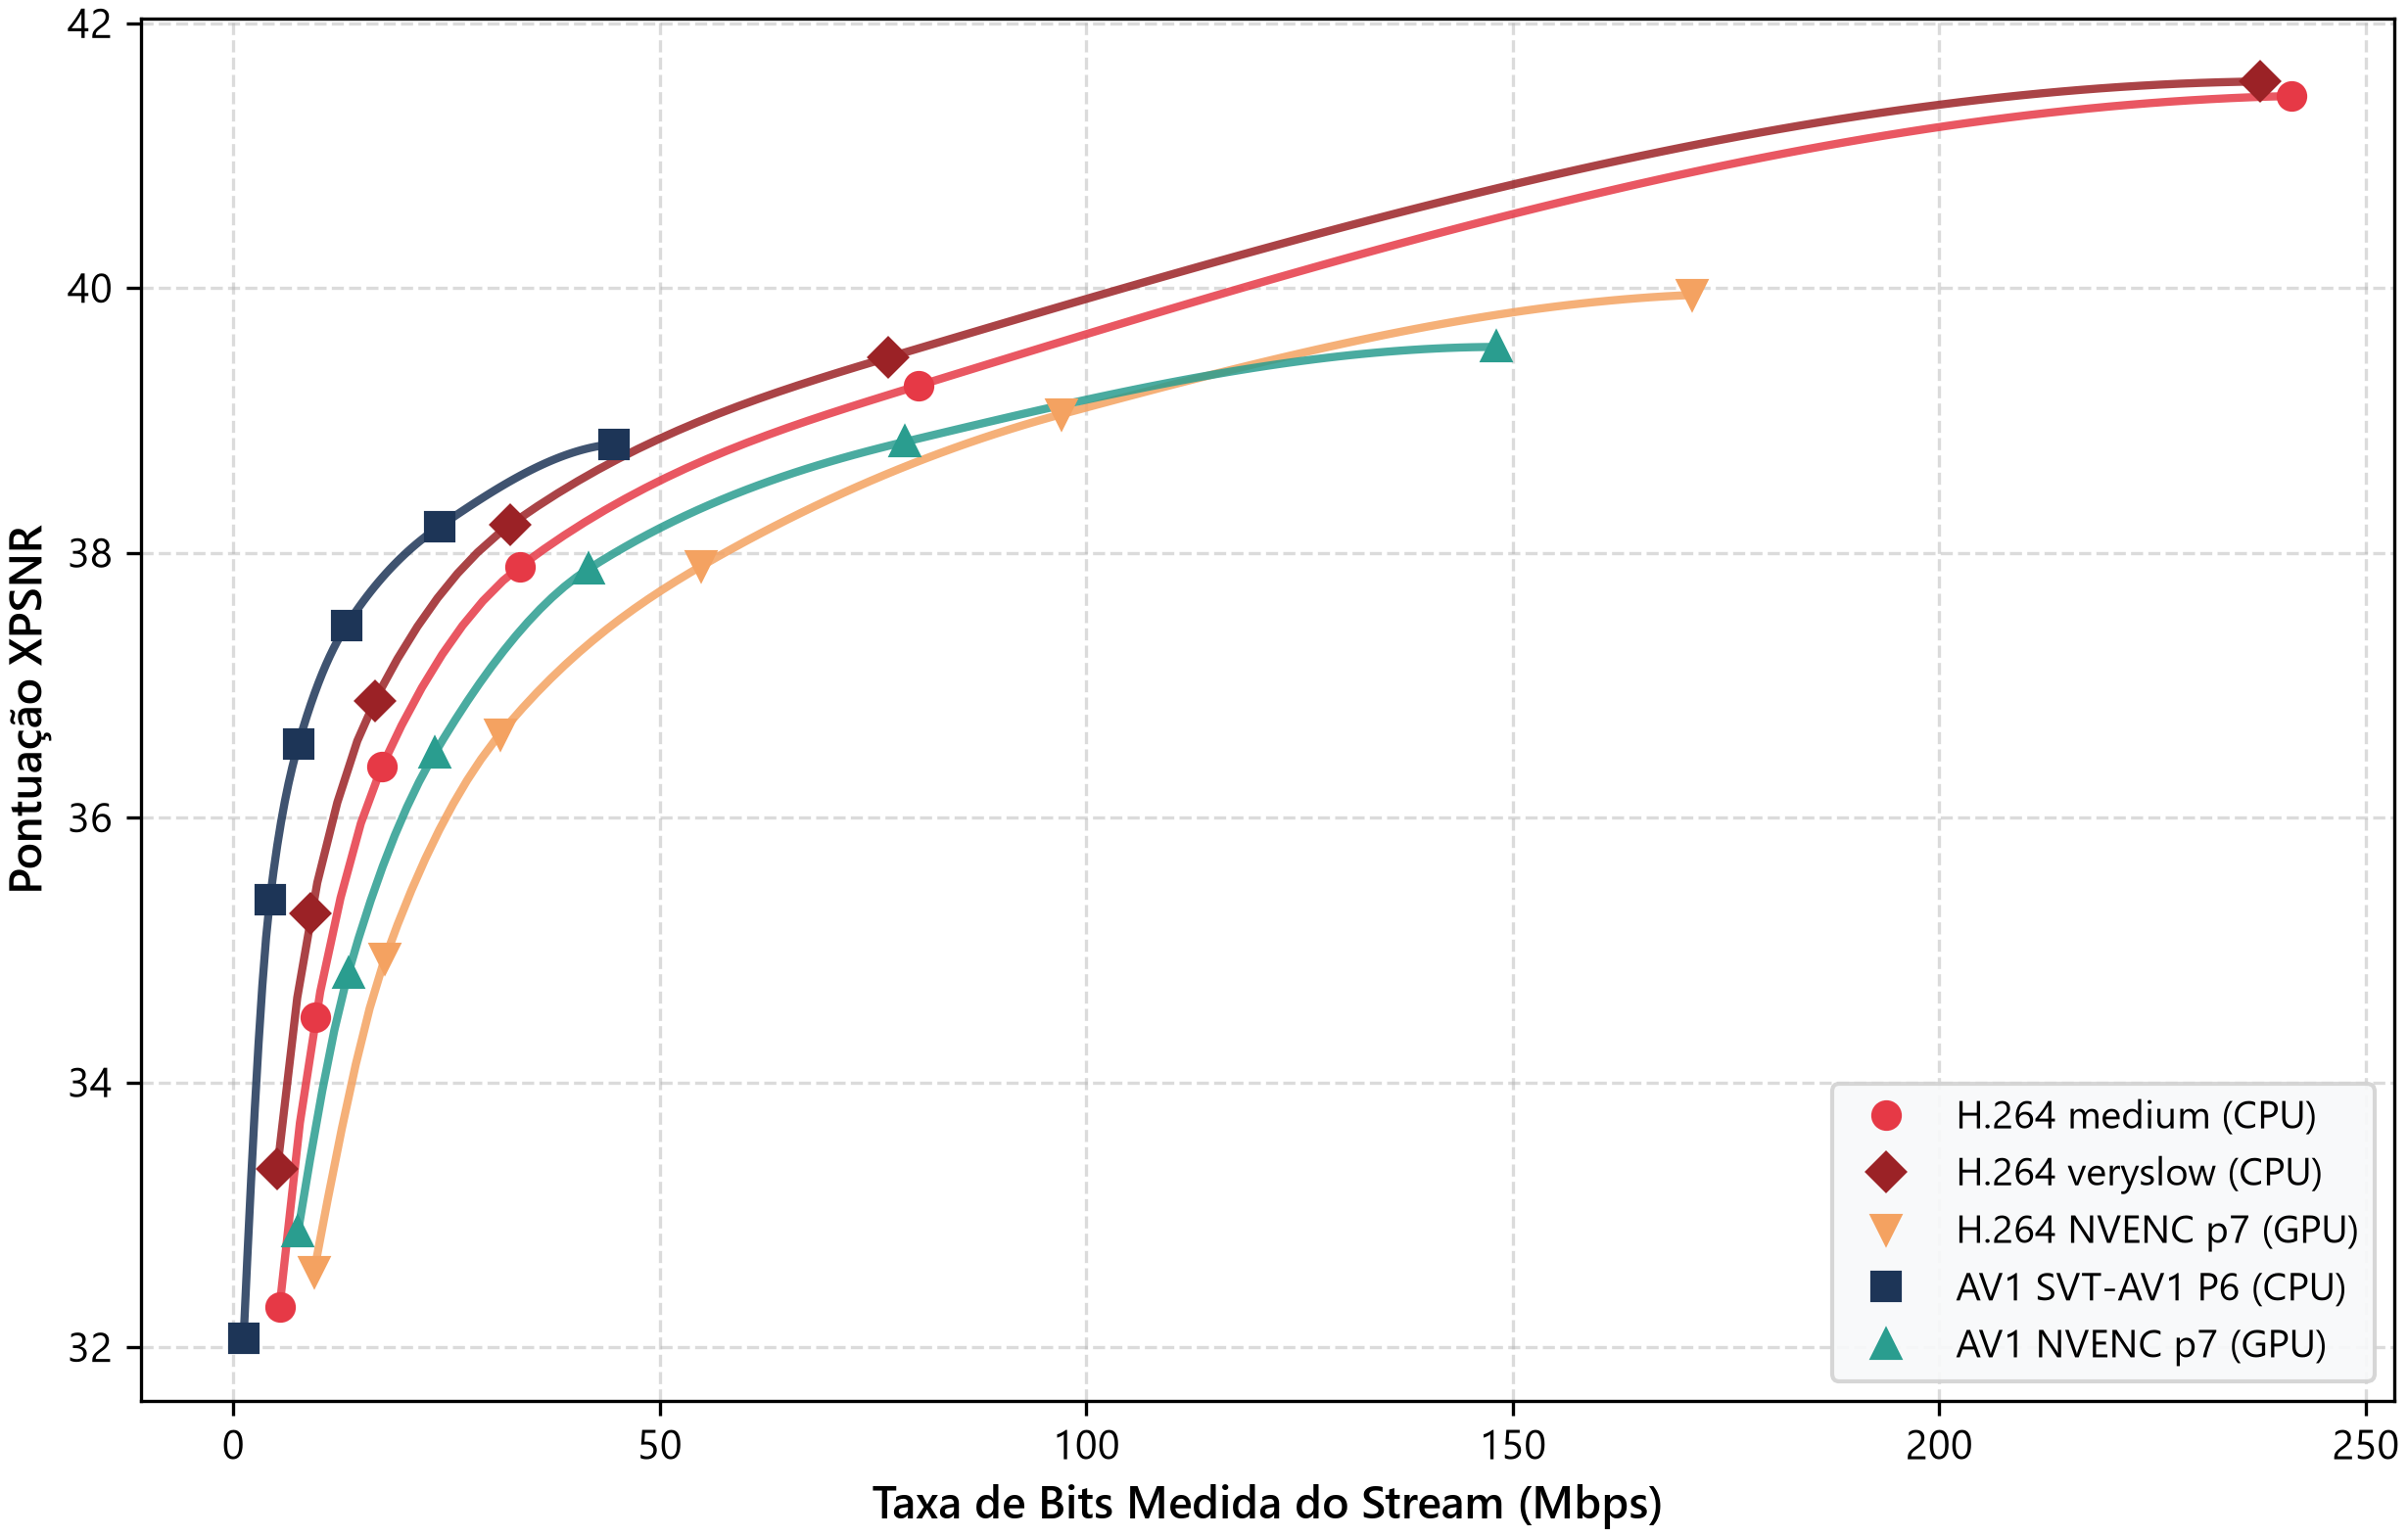 42
40
38
36
34
32
Pontuação XPSNR
H.264 medium (CPU)
H.264 veryslow (CPU)
H.264 NVENC p7 (GPU)
AV1 SVT-AV1 P6 (CPU)
AV1 NVENC p7 (GPU)
0 50 100 150 200 250
Taxa de Bits Medida do Stream (Mbps)